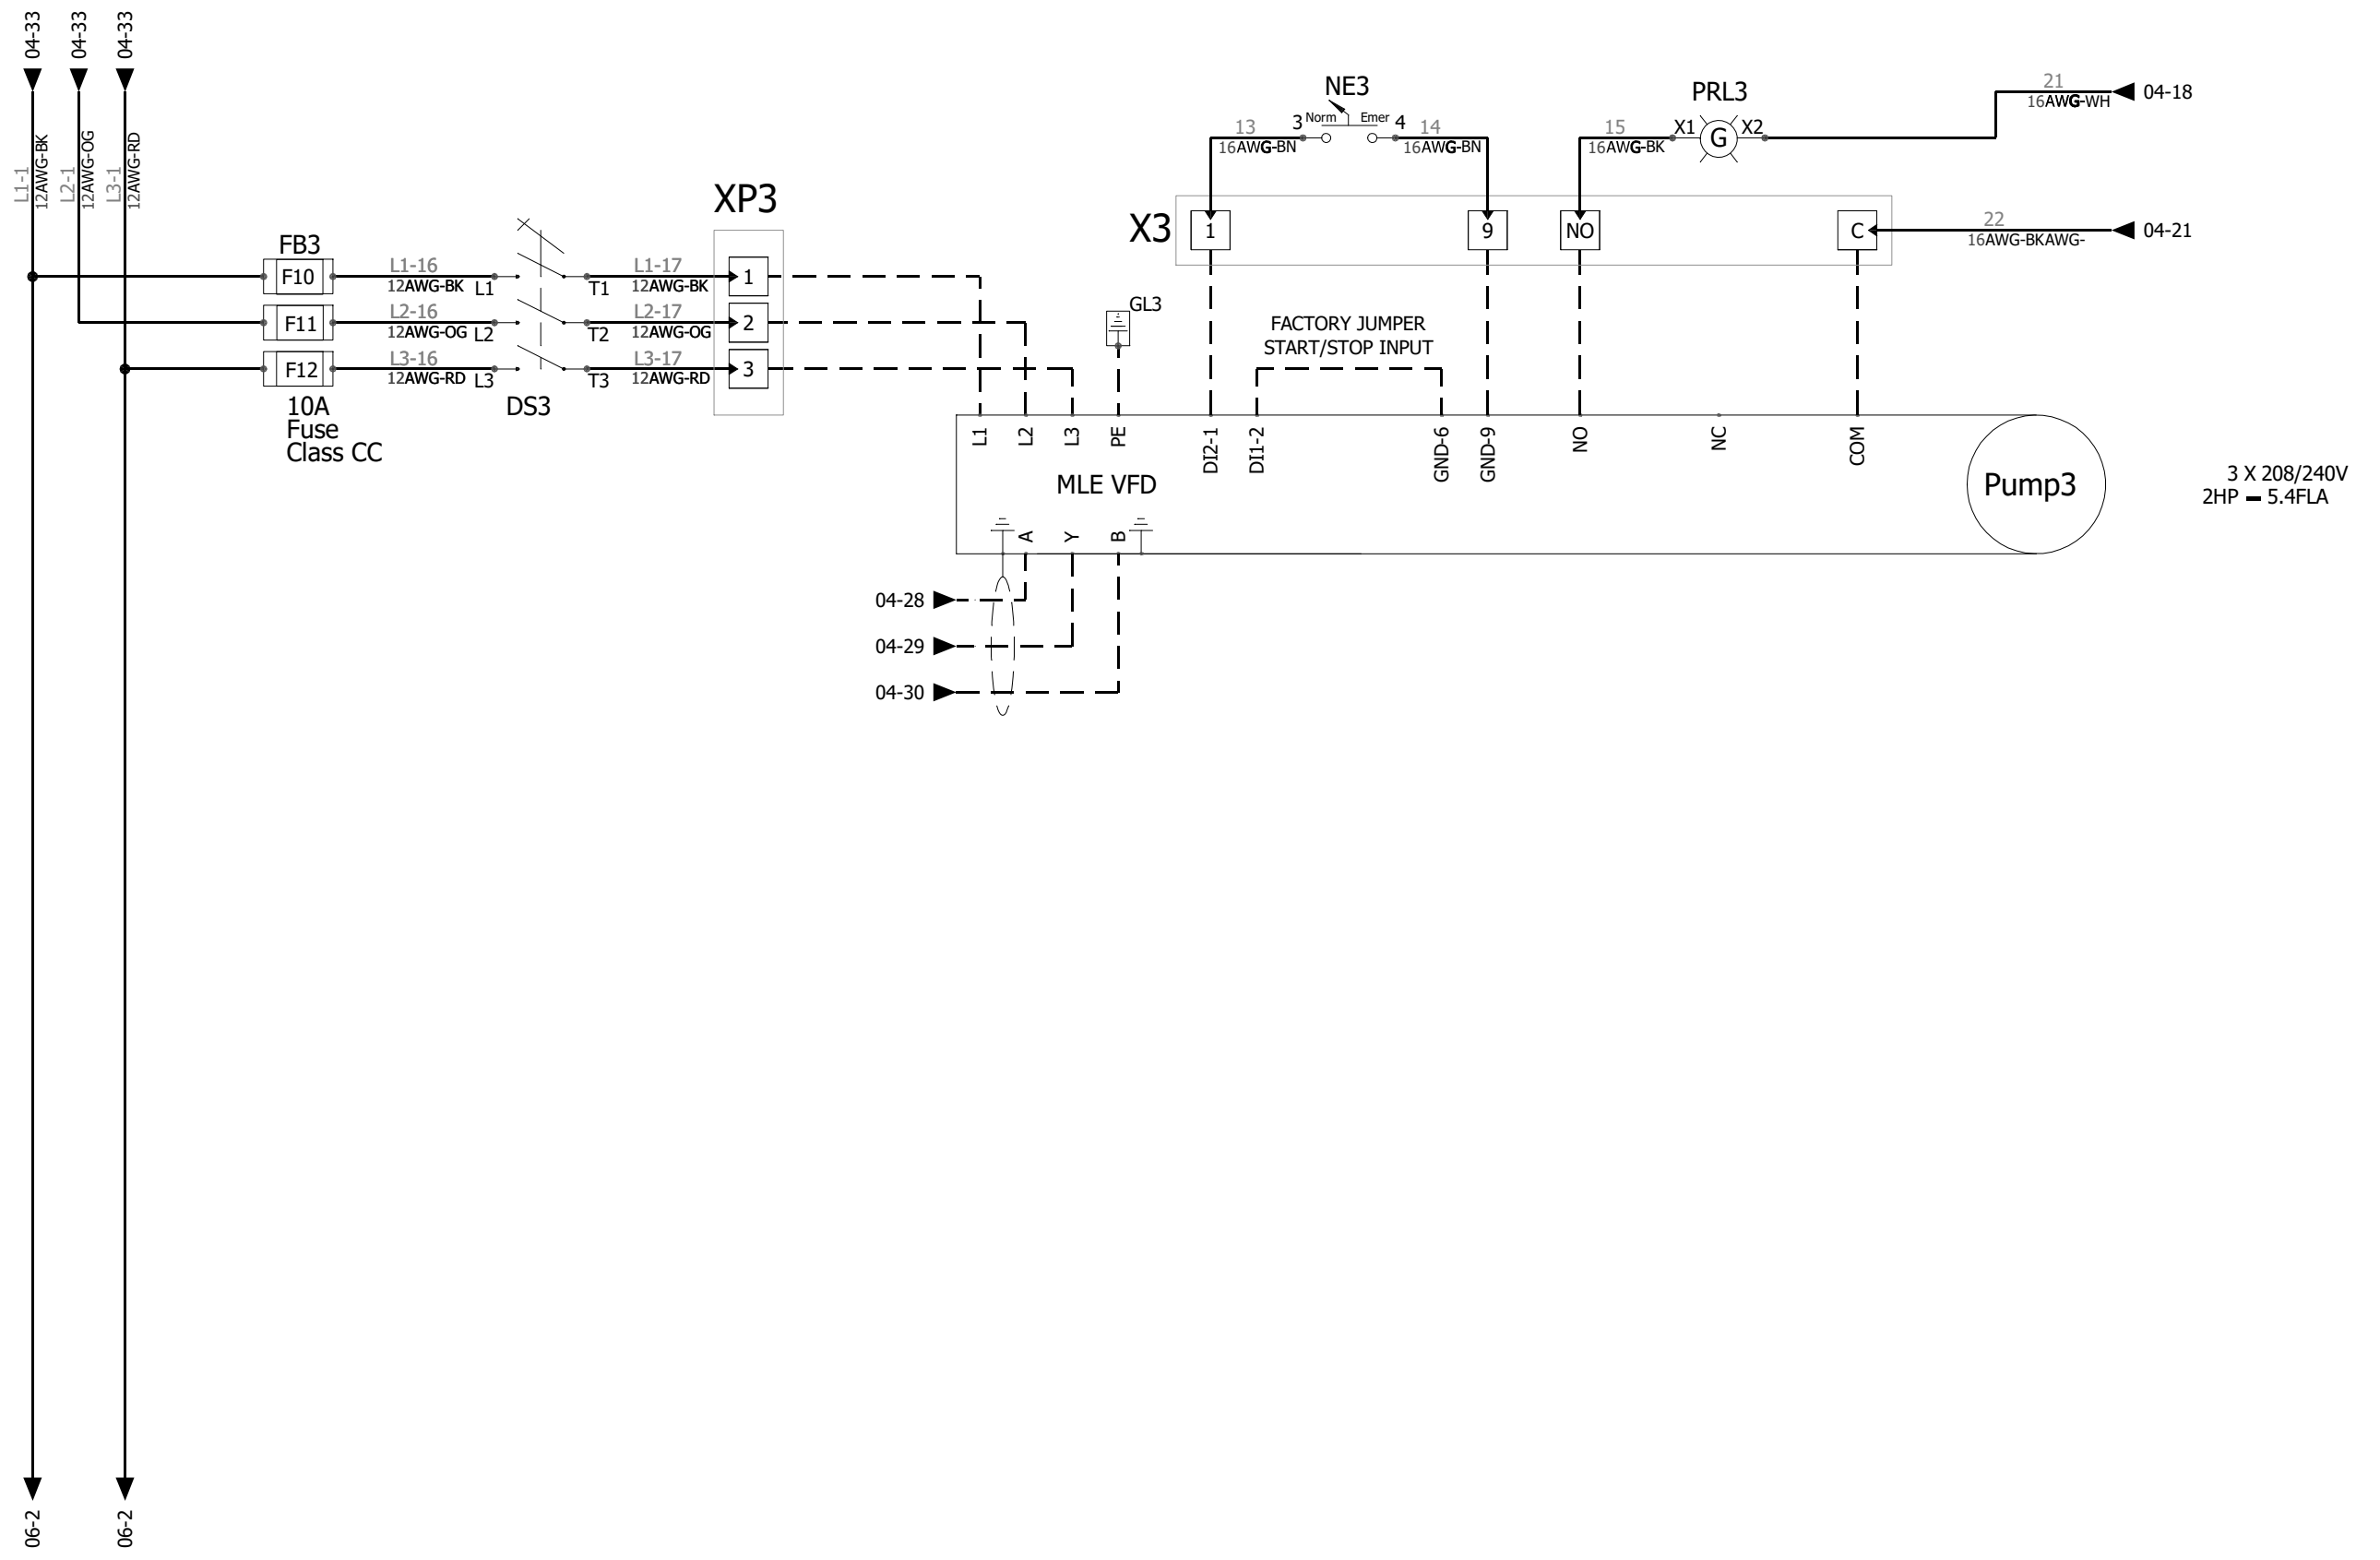 04-33
04-33
04-33
L1-1
12AWG-BK
L2-1
12AWG-OG
L3-1
12AWG-RD
FB3
F10
F11
F12
10A
Fuse
Class CC
L1-16
12AWG-BK
L1
L2-16
12AWG-OG
L2
L3-16
12AWG-RD
L3
DS3
T1
T2
T3
L1-17
12AWG-BK
L2-17
12AWG-OG
L3-17
12AWG-RD
XP3
1
2
3
NE3
13
16AWG-BN
3
Norm
Emer
4
14
16AWG-BN
15
16AWG-BK
PRL3
X1
G
X2
21
16AWG-WH
04-18
X3
1
9
NO
C
22
16AWG-BKAWG-
04-21
GL3
FACTORY JUMPER
START/STOP INPUT
L1
L2
L3
PE
DI2-1
DI1-2
GND-6
GND-9
NO
NC
COM
MLE VFD
A
Y
B
Pump3
3 X 208/240V
2HP - 5.4FLA
04-28
04-29
04-30
06-2
06-2